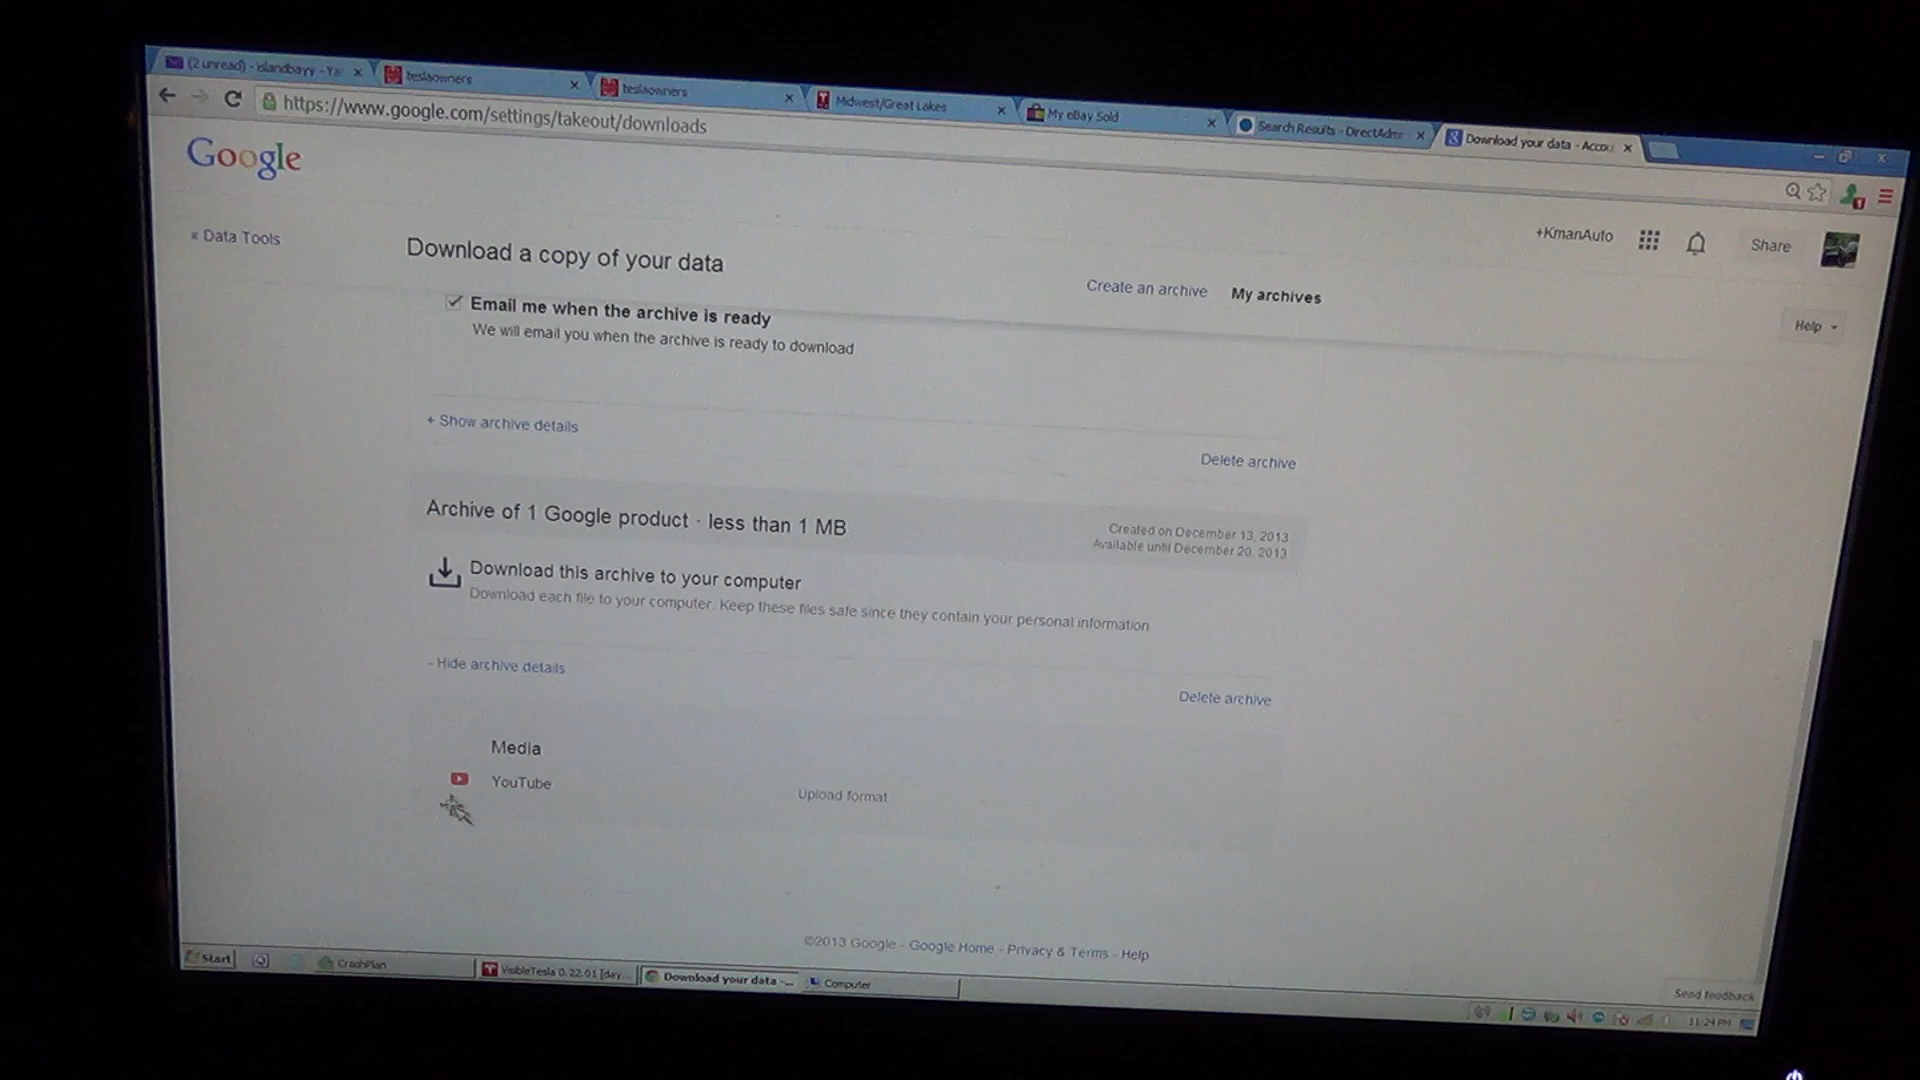 (2 unread) - islandbayy - Ya
teslaowners
teslaowners
Midwest/Great Lakes
My eBay Sold
Search Results - DirectAdmi
Download your data - Accou
https://www.google.com/settings/takeout/downloads
Google
+KmanAuto
Share
« Data Tools
Download a copy of your data
Create an archive
My archives
Help
Email me when the archive is ready
We will email you when the archive is ready to download
+ Show archive details
Delete archive
Archive of 1 Google product · less than 1 MB
Created on December 13, 2013
Available until December 20, 2013
Download this archive to your computer
Download each file to your computer. Keep these files safe since they contain your personal information
- Hide archive details
Delete archive
Media
YouTube
Upload format
©2013 Google - Google Home - Privacy & Terms - Help
Send feedback
Start
CrashPlan
VisibleTesla 0.22.01 [day...
Download your data -...
Computer
11:24 PM